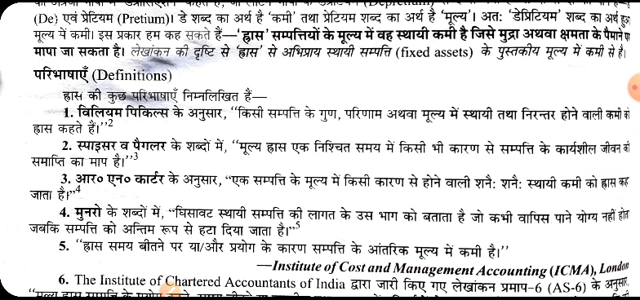 (De) एवं प्रेटियम (Pretium)। डे शब्द का अर्थ है 'कमी' तथा प्रेटियम शब्द का अर्थ है 'मूल्य'। अतः 'डेप्रिटियम' शब्द का अर्थ हुआ
मूल्य में कमी। इस प्रकार हम कह सकते हैं—'ह्रास' सम्पत्तियों के मूल्य में वह स्थायी कमी है जिसे मुद्रा अथवा क्षमता के पैमाने पर
मापा जा सकता है। लेखांकन की दृष्टि से 'ह्रास' से अभिप्राय स्थायी सम्पत्ति (fixed assets) के पुस्तकीय मूल्य में कमी से है।
परिभाषाएँ (Definitions)
ह्रास की कुछ परिभाषाएँ निम्नलिखित हैं—
1. विलियम पिकिल्स के अनुसार, "किसी सम्पत्ति के गुण, परिणाम अथवा मूल्य में स्थायी तथा निरन्तर होने वाली कमी को
ह्रास कहते हैं।"2
2. स्पाइसर व पैगलर के शब्दों में, "मूल्य ह्रास एक निश्चित समय में किसी भी कारण से सम्पत्ति के कार्यशील जीवन की
समाप्ति का माप है।"3
3. आर० एन० कार्टर के अनुसार, "एक सम्पत्ति के मूल्य में किसी कारण से होने वाली शनैः शनैः स्थायी कमी को ह्रास कहा
जाता है।"4
4. मुनरो के शब्दों में, "घिसावट स्थायी सम्पत्ति की लागत के उस भाग को बताता है जो कभी वापिस पाने योग्य नहीं होता
जबकि सम्पत्ति को अन्तिम रूप से हटा दिया जाता है।"5
5. "ह्रास समय बीतने पर या/और प्रयोग के कारण सम्पत्ति के आंतरिक मूल्य में कमी है।"
—Institute of Cost and Management Accounting (ICMA), London
6. The Institute of Chartered Accountants of India द्वारा जारी किए गए लेखांकन प्रमाप-6 (AS-6) के अनुसार,
"मूल्य ह्रास सम्पत्ति के प्रयोग